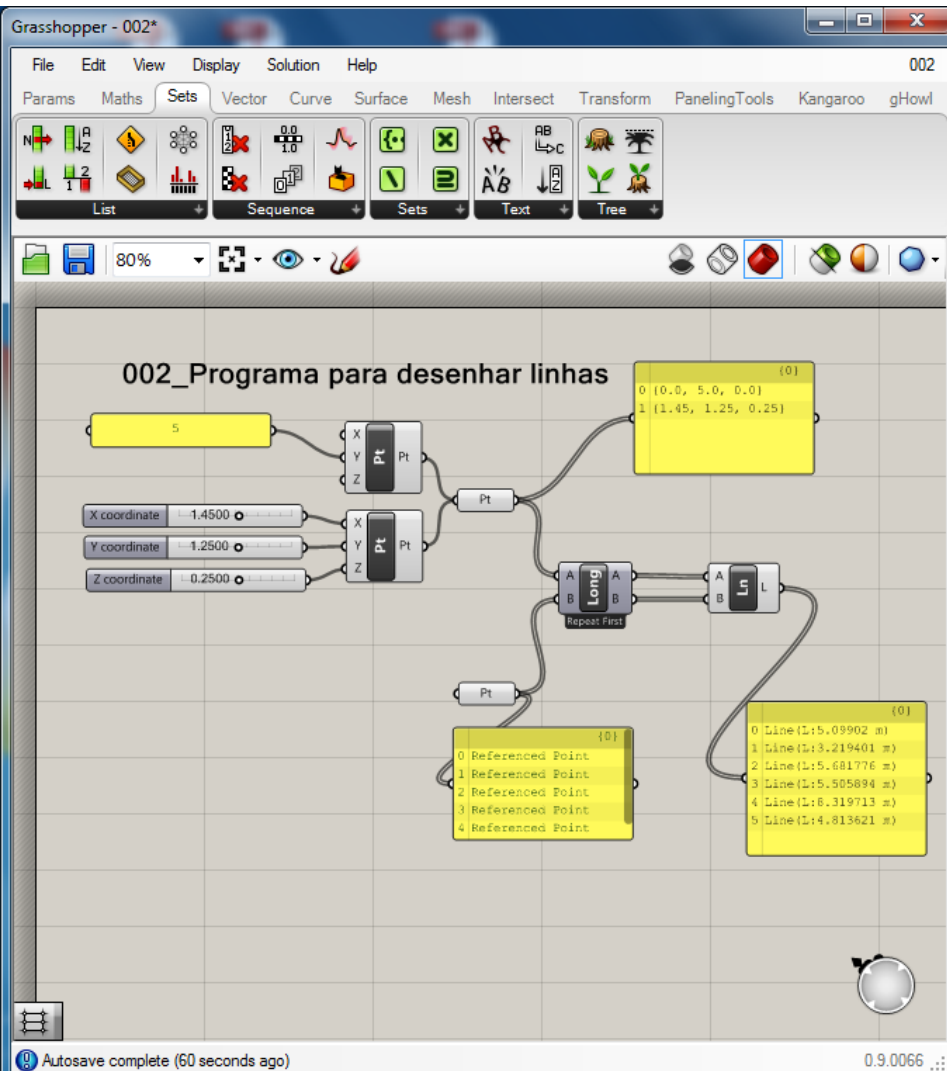 Grasshopper - 002*
File Edit View Display Solution Help 002
Params Maths Sets Vector Curve Surface Mesh Intersect Transform PanelingTools Kangaroo gHowl
List Sequence Sets Text Tree
80%
002_Programa para desenhar linhas
{0}
0 {0.0, 5.0, 0.0}
1 {1.45, 1.25, 0.25}
5
X
Y Pt Pt
Z
Pt
X coordinate 1.4500
Y coordinate 1.2500
Z coordinate 0.2500
X
Y Pt Pt
Z
A Long A
B B
Repeat First
A Ln L
B
Pt
{0}
0 Referenced Point
1 Referenced Point
2 Referenced Point
3 Referenced Point
4 Referenced Point
{0}
0 Line(L:5.09902 m)
1 Line(L:3.219401 m)
2 Line(L:5.681776 m)
3 Line(L:5.505894 m)
4 Line(L:8.319713 m)
5 Line(L:4.813621 m)
Autosave complete (60 seconds ago) 0.9.0066